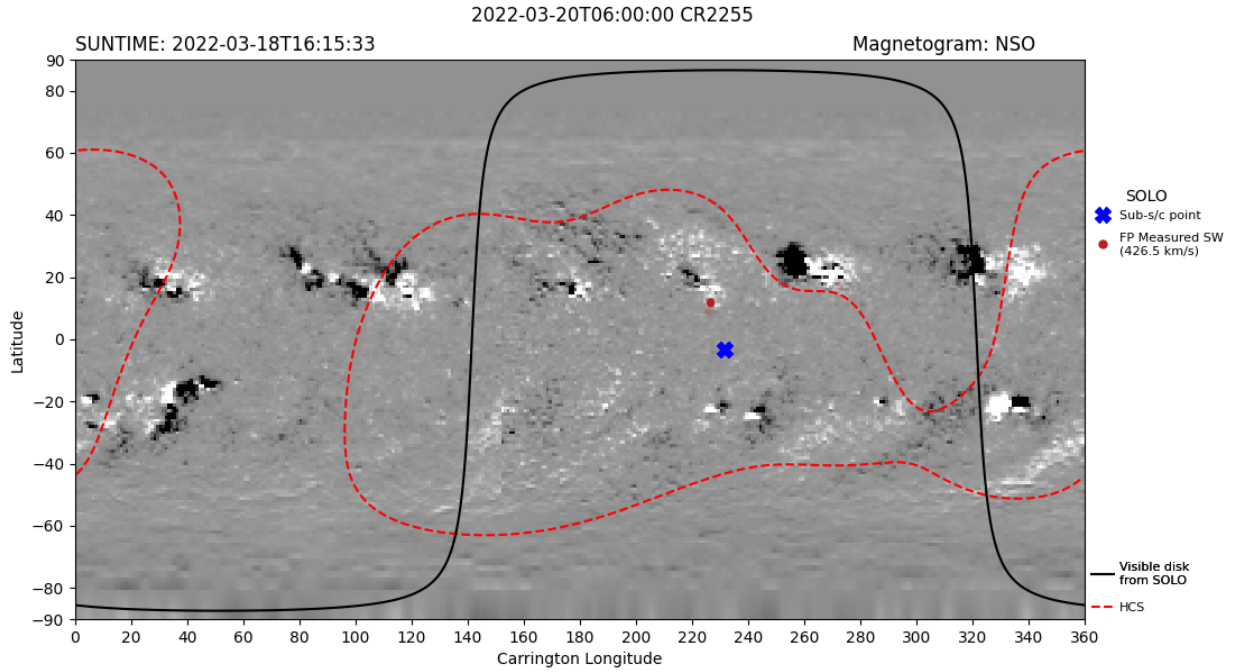 2022-03-20T06:00:00 CR2255
SUNTIME: 2022-03-18T16:15:33
Magnetogram: NSO
90
80
60
40
20
0
−20
−40
−60
−80
−90
Latitude
0
20
40
60
80
100
120
140
160
180
200
220
240
260
280
300
320
340
360
Carrington Longitude
SOLO
Sub-s/c point
FP Measured SW
(426.5 km/s)
Visible disk
from SOLO
HCS